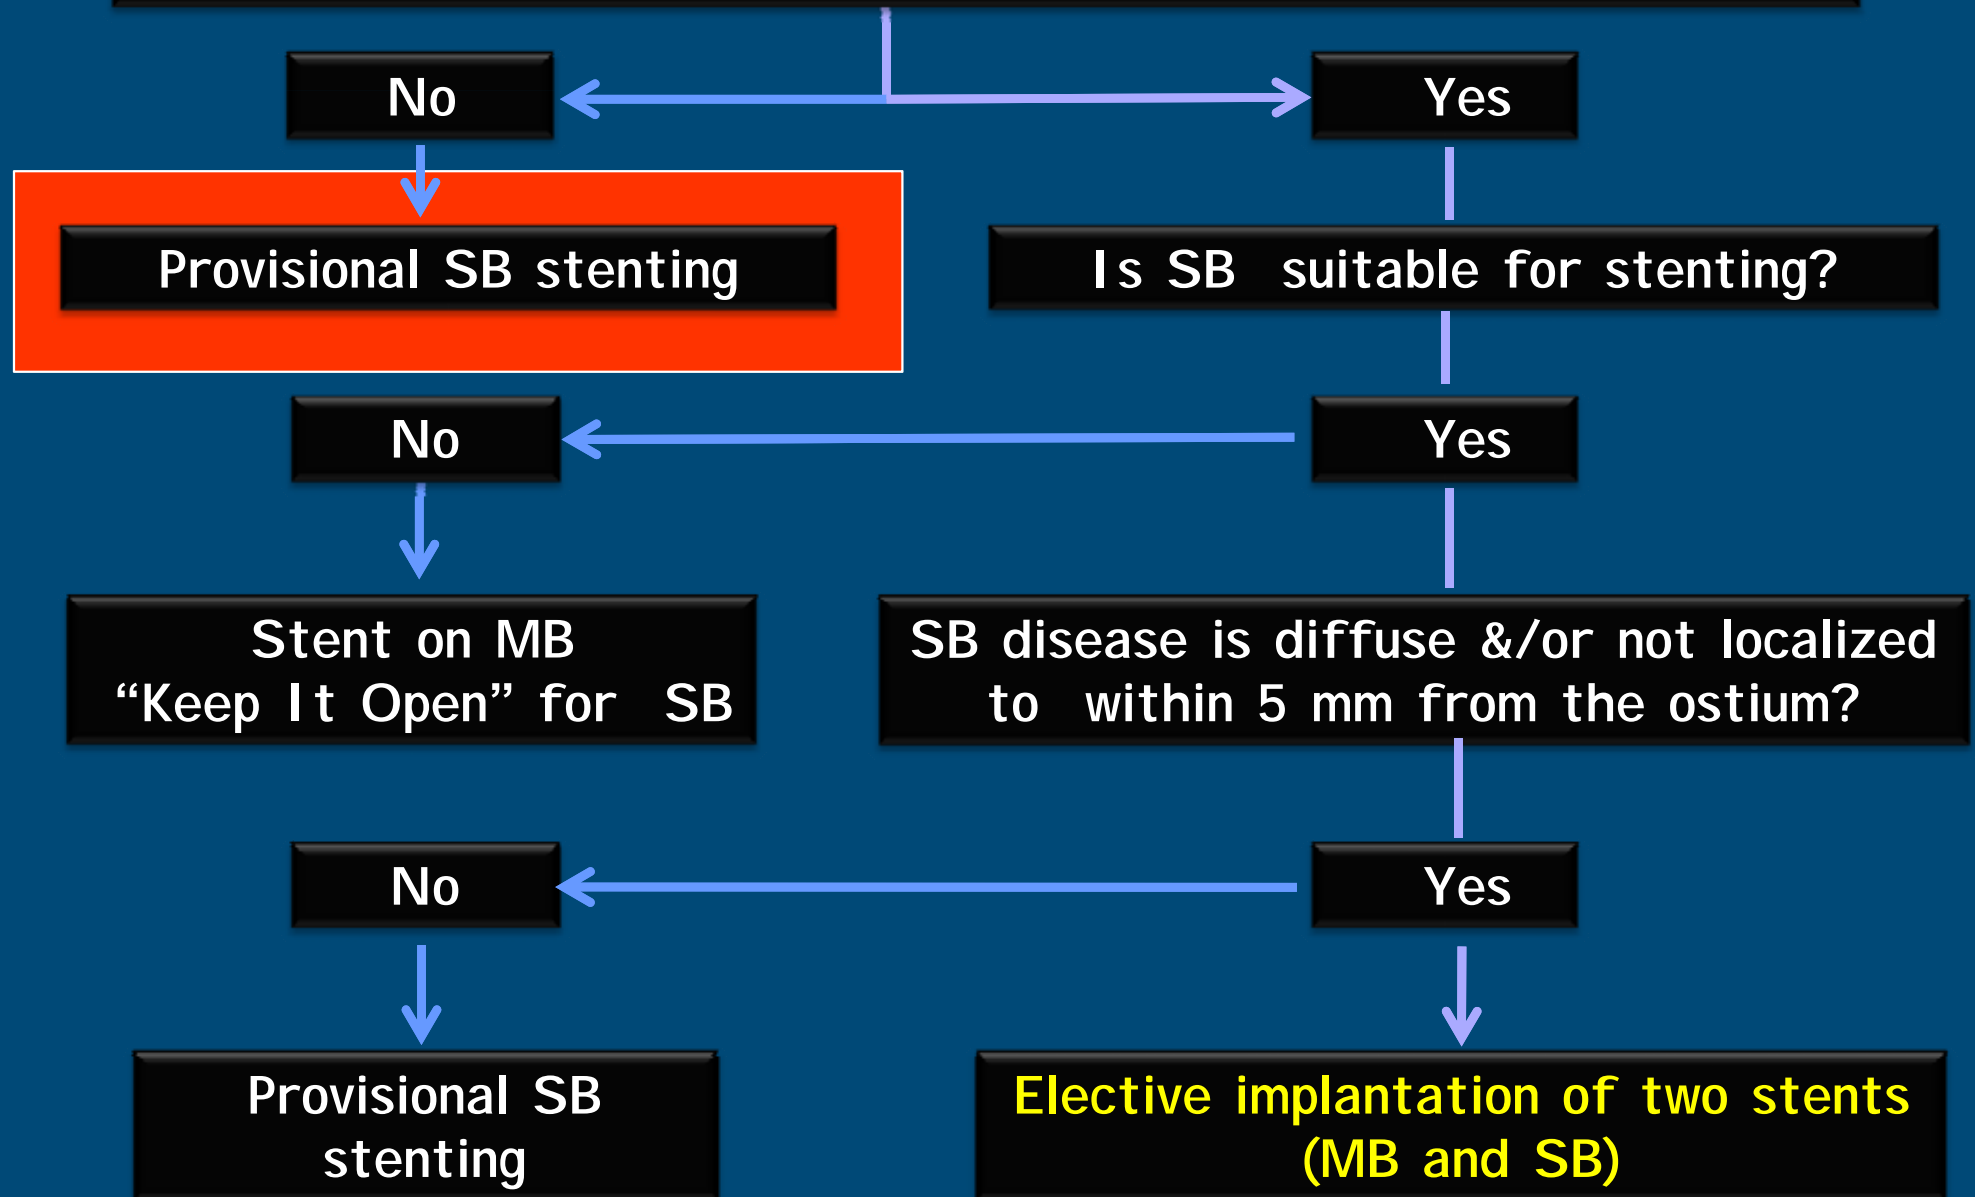 No
Yes
Provisional SB stenting
Is SB suitable for stenting?
No
Yes
Stent on MB
“Keep It Open” for SB
SB disease is diffuse &/or not localized
to within 5 mm from the ostium?
No
Yes
Provisional SB
stenting
Elective implantation of two stents
(MB and SB)